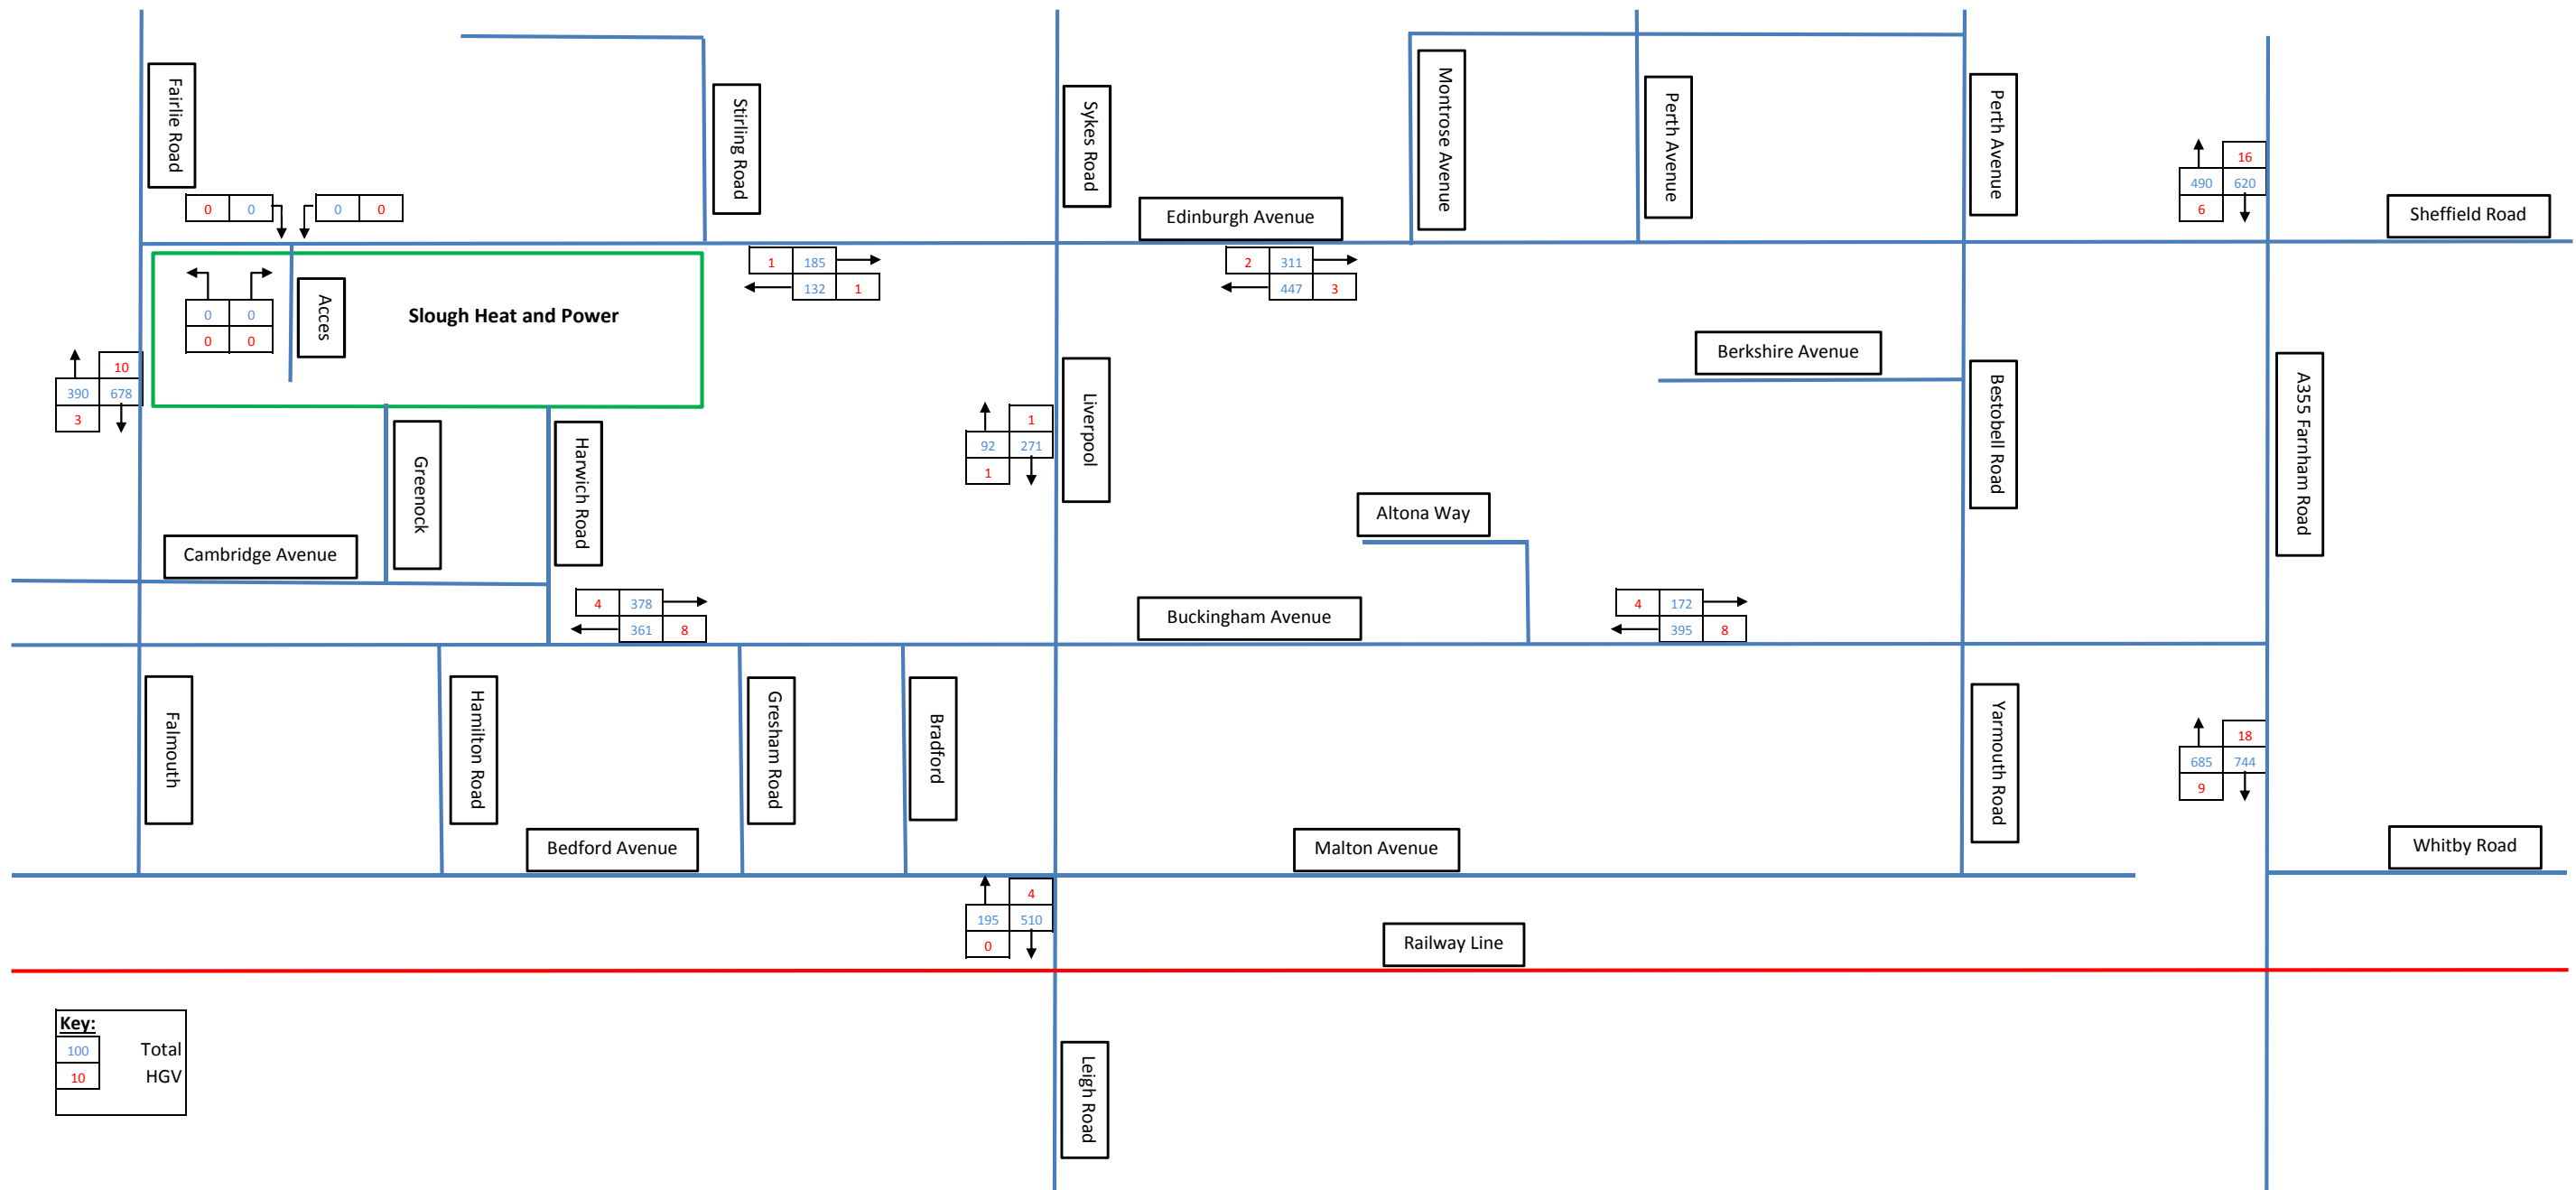 Fairlie Road
Stirling Road
Sykes Road
Montrose Avenue
Perth Avenue
Perth Avenue
16
490 620
6
0 0
0 0
Edinburgh Avenue
Sheffield Road
1 185
132 1
2 311
447 3
0 0
0 0
Acces
Slough Heat and Power
10
390 678
3
Liverpool
1
92 271
1
Berkshire Avenue
Bestobell Road
A355 Farnham Road
Greenock
Harwich Road
Altona Way
Cambridge Avenue
4 378
361 8
Buckingham Avenue
4 172
395 8
Falmouth
Hamilton Road
Gresham Road
Bradford
Yarmouth Road
18
685 744
9
Bedford Avenue
Malton Avenue
Whitby Road
4
195 510
0
Railway Line
Key:
100 Total
10 HGV
Leigh Road